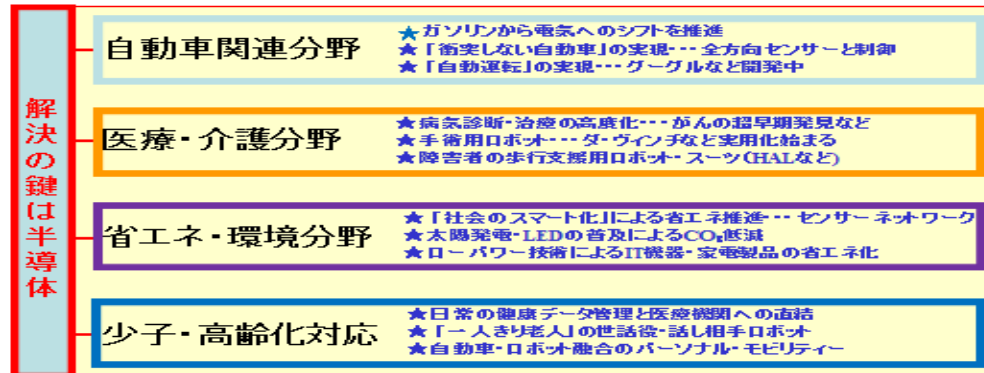 解決の鍵は半導体
自動車関連分野
★ガソリンから電気へのシフトを推進
★「衝突しない自動車」の実現・・・全方向センサーと制御
★「自動運転」の実現・・・グーグルなど開発中
医療・介護分野
★病気診断・治療の高度化・・・がんの超早期発見など
★手術用ロボット・・・ダ・ヴィンチなど実用化始まる
★障害者の歩行支援用ロボット・スーツ(HALなど)
省エネ・環境分野
★「社会のスマート化」による省エネ推進・・・センサーネットワーク
★太陽発電・LEDの普及によるCO₂低減
★ローパワー技術によるIT機器・家電製品の省エネ化
少子・高齢化対応
★日常の健康データ管理と医療機関への直結
★「一人きり老人」の世話役・話し相手ロボット
★自動車・ロボット融合のパーソナル・モビリティー